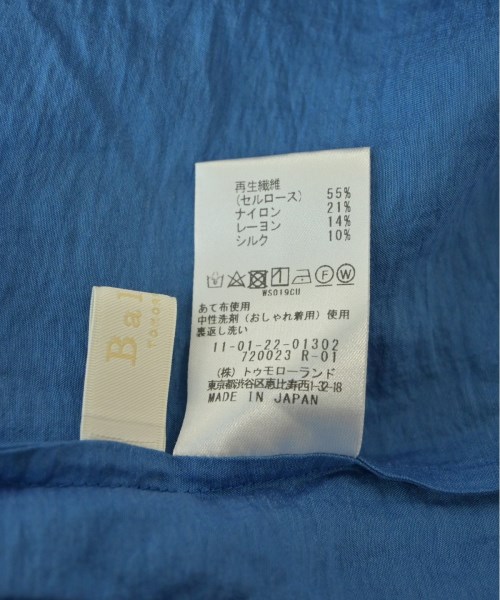 再生繊維
(セルロース) 55%
ナイロン 21%
レーヨン 14%
シルク 10%
F W
WS019CH
あて布使用
中性洗剤 (おしゃれ着用) 使用
裏返し洗い
11-01-22-01302
720023 R-01
(株) トゥモローランド
東京都渋谷区恵比寿西1-32-18
MADE IN JAPAN
Bal